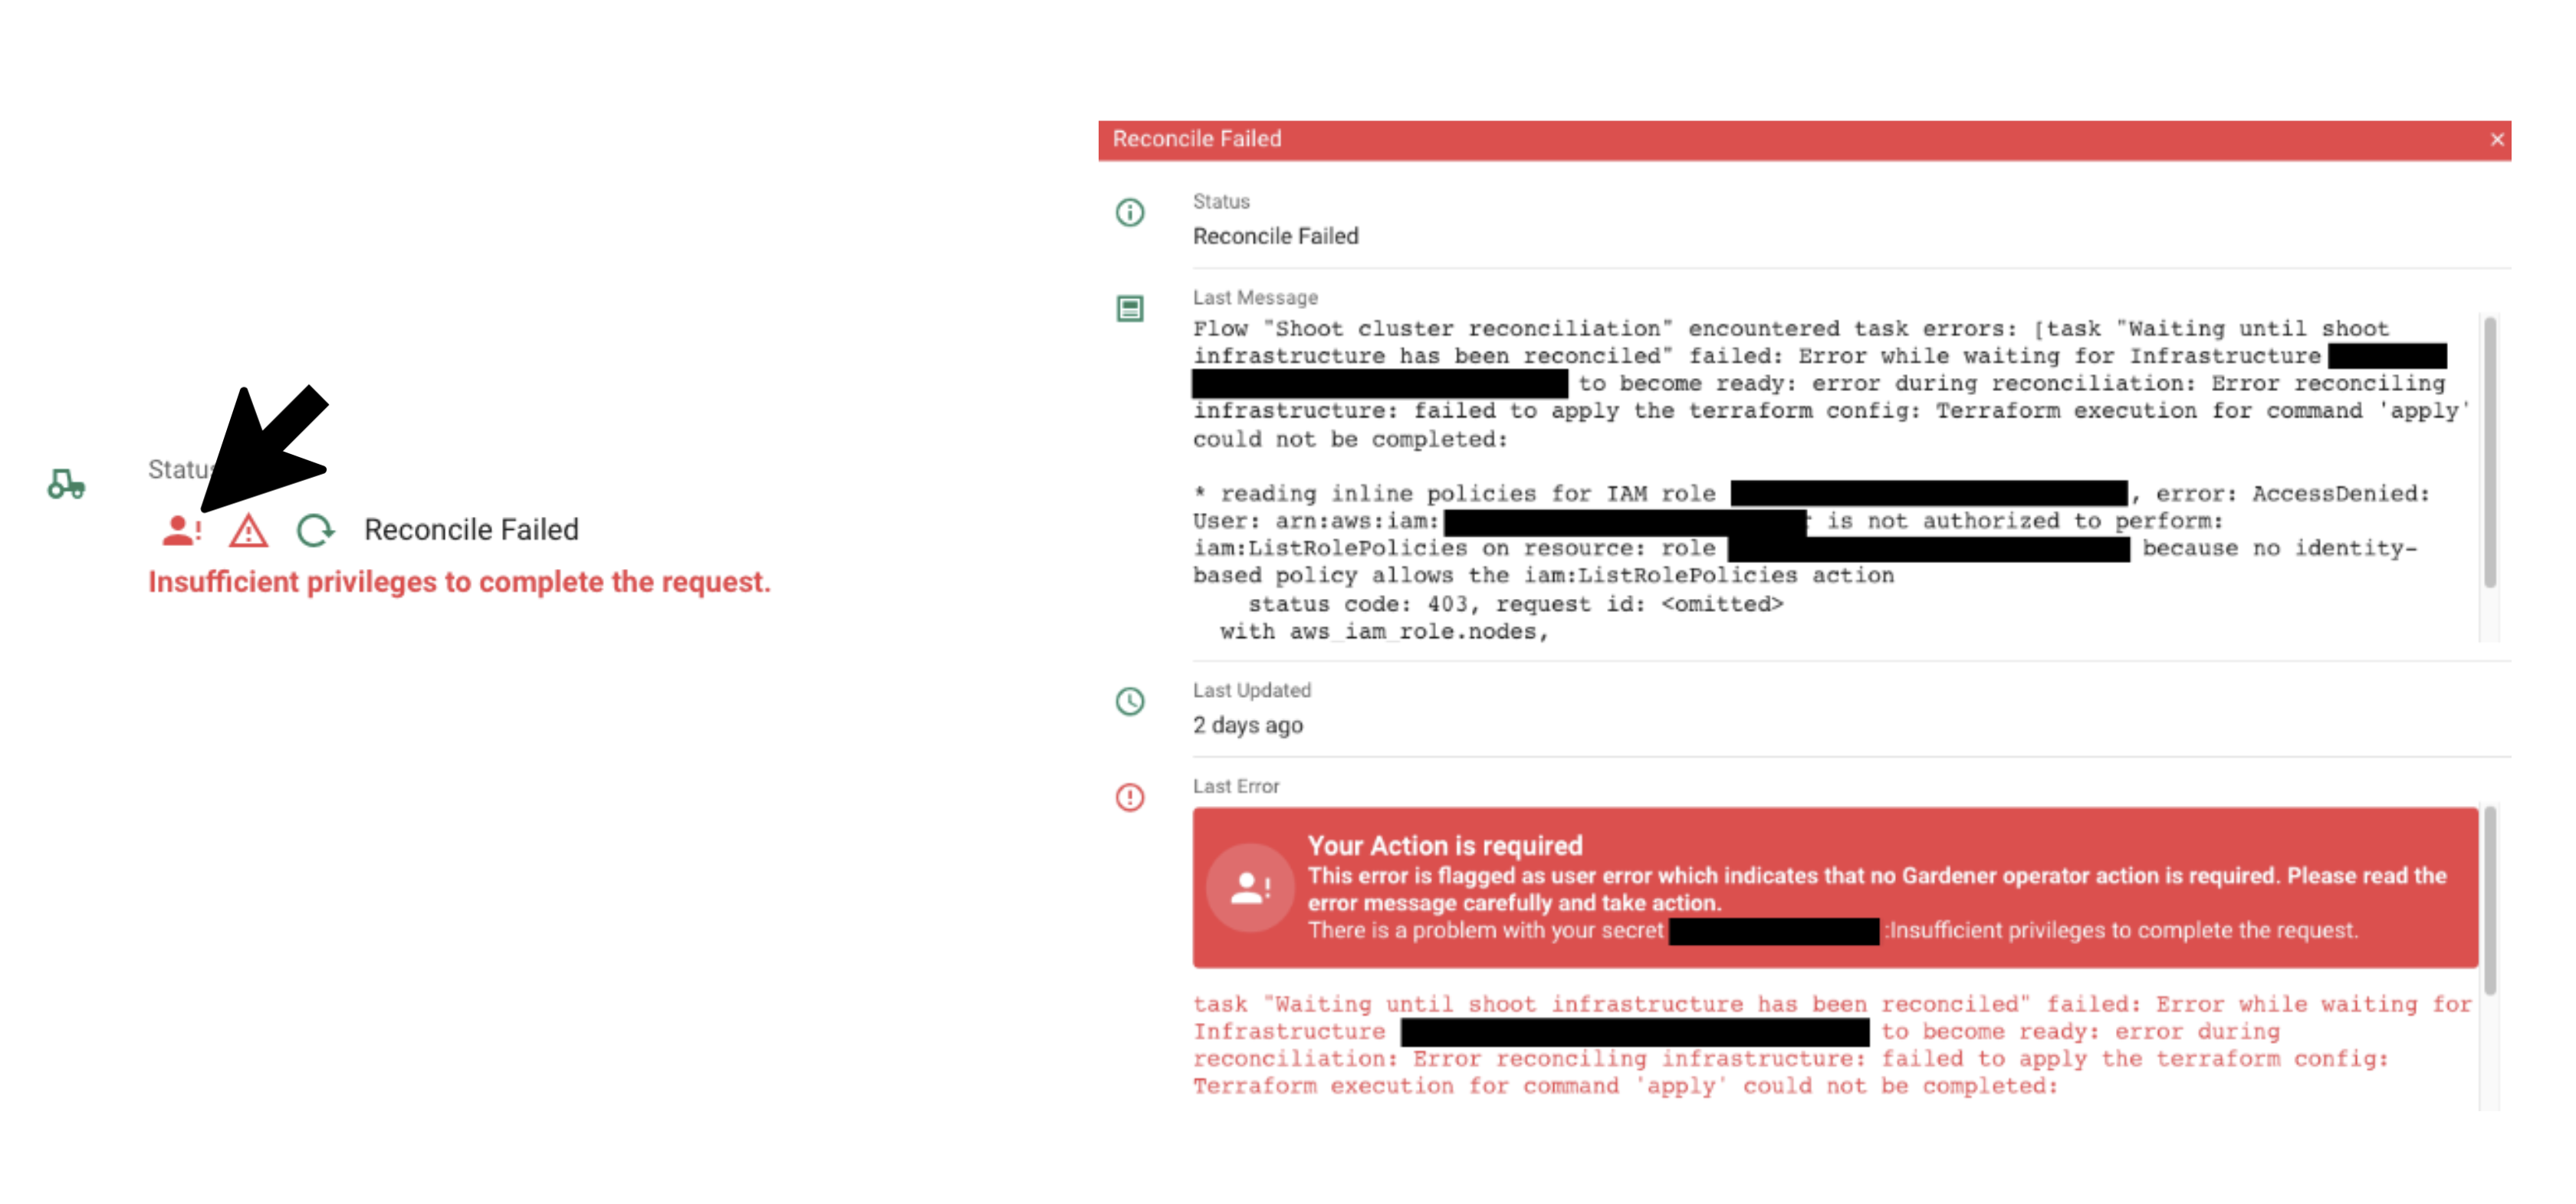 Status
Reconcile Failed
Insufficient privileges to complete the request.
Reconcile Failed
Status
Reconcile Failed
Last Message
Flow "Shoot cluster reconciliation" encountered task errors: [task "Waiting until shoot
infrastructure has been reconciled" failed: Error while waiting for Infrastructure
to become ready: error during reconciliation: Error reconciling
infrastructure: failed to apply the terraform config: Terraform execution for command 'apply'
could not be completed:
* reading inline policies for IAM role , error: AccessDenied:
User: arn:aws:iam: is not authorized to perform:
iam:ListRolePolicies on resource: role because no identity-
based policy allows the iam:ListRolePolicies action
status code: 403, request id: <omitted>
with aws_iam_role.nodes,
Last Updated
2 days ago
Last Error
Your Action is required
This error is flagged as user error which indicates that no Gardener operator action is required. Please read the
error message carefully and take action.
There is a problem with your secret :Insufficient privileges to complete the request.
task "Waiting until shoot infrastructure has been reconciled" failed: Error while waiting for
Infrastructure to become ready: error during
reconciliation: Error reconciling infrastructure: failed to apply the terraform config:
Terraform execution for command 'apply' could not be completed: